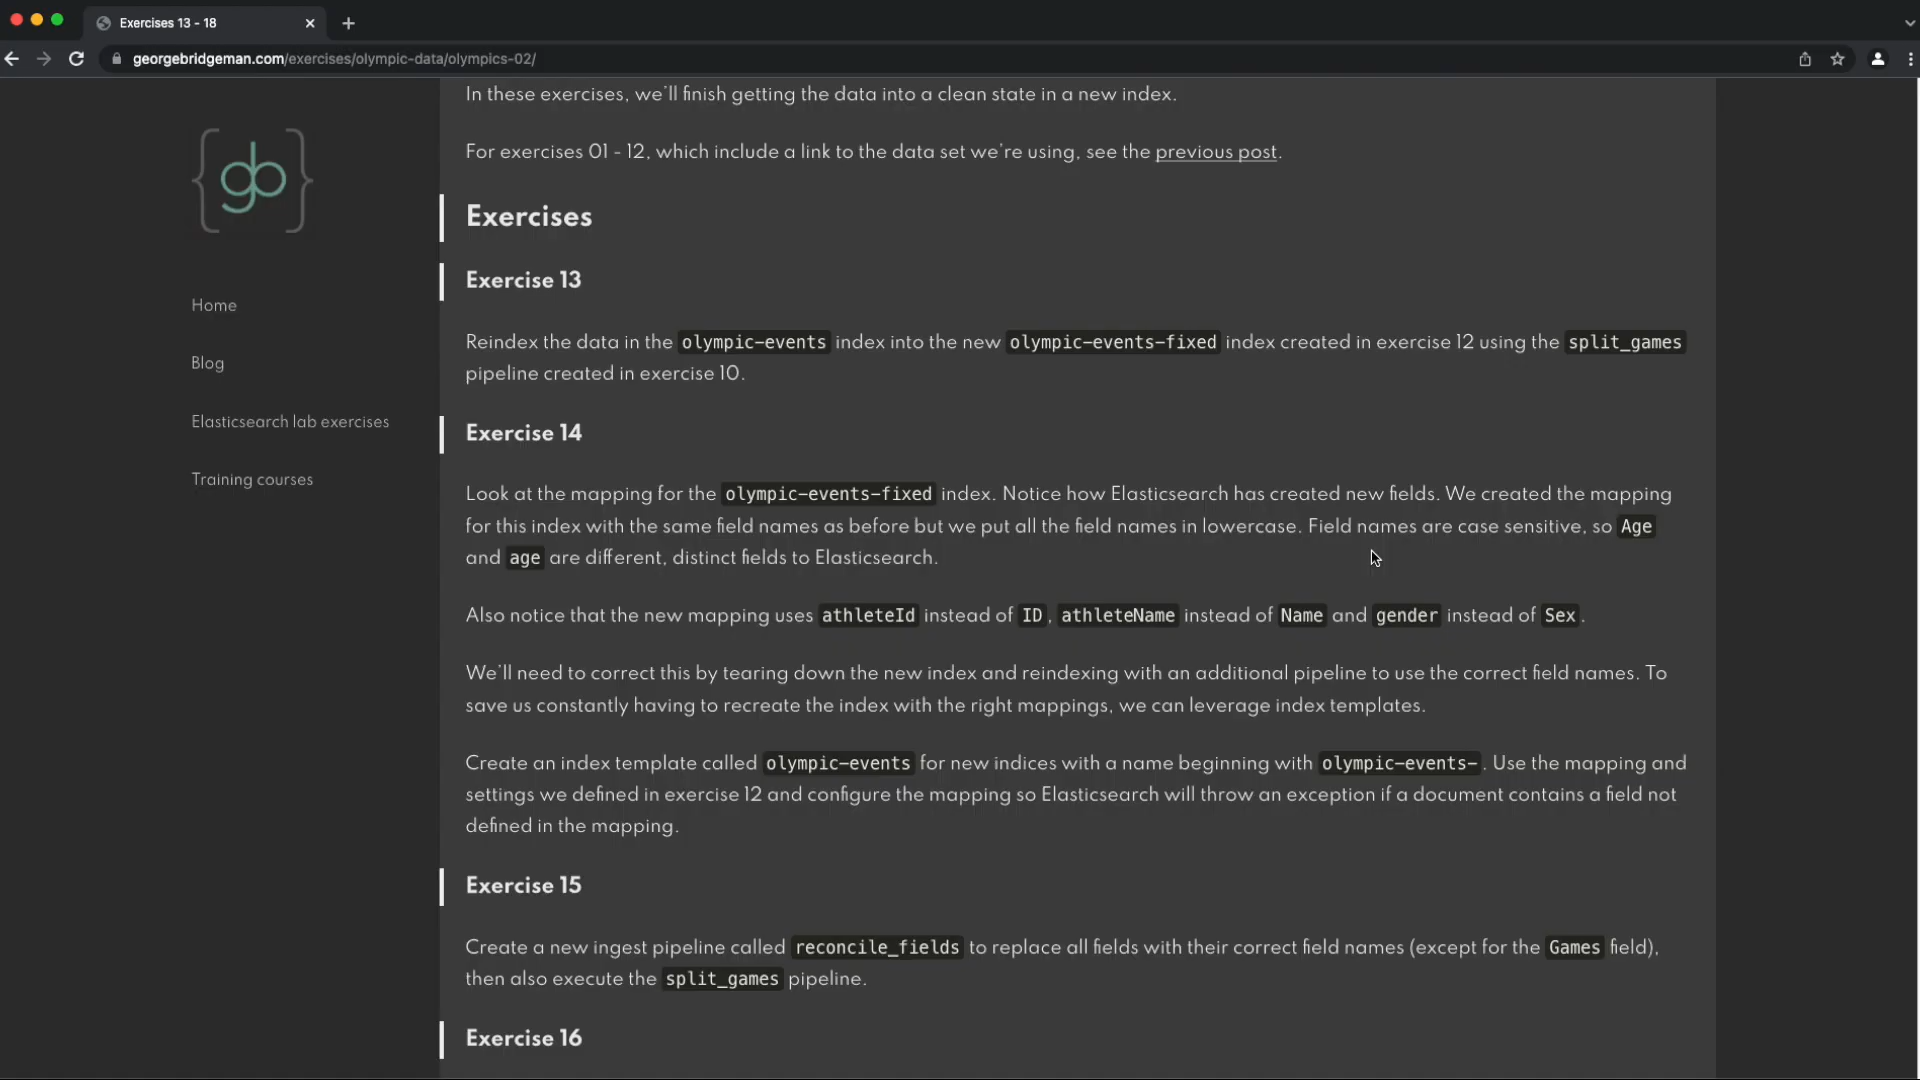 Exercises 13 - 18
georgebridgeman.com/exercises/olympic-data/olympics-02/
gb
Home
Blog
Elasticsearch lab exercises
Training courses
In these exercises, we'll finish getting the data into a clean state in a new index.
For exercises 01 - 12, which include a link to the data set we're using, see the previous post.
Exercises
Exercise 13
Reindex the data in the olympic-events index into the new olympic-events-fixed index created in exercise 12 using the split_games
pipeline created in exercise 10.
Exercise 14
Look at the mapping for the olympic-events-fixed index. Notice how Elasticsearch has created new fields. We created the mapping
for this index with the same field names as before but we put all the field names in lowercase. Field names are case sensitive, so Age
and age are different, distinct fields to Elasticsearch.
Also notice that the new mapping uses athleteId instead of ID, athleteName instead of Name and gender instead of Sex.
We'll need to correct this by tearing down the new index and reindexing with an additional pipeline to use the correct field names. To
save us constantly having to recreate the index with the right mappings, we can leverage index templates.
Create an index template called olympic-events for new indices with a name beginning with olympic-events-. Use the mapping and
settings we defined in exercise 12 and configure the mapping so Elasticsearch will throw an exception if a document contains a field not
defined in the mapping.
Exercise 15
Create a new ingest pipeline called reconcile_fields to replace all fields with their correct field names (except for the Games field),
then also execute the split_games pipeline.
Exercise 16